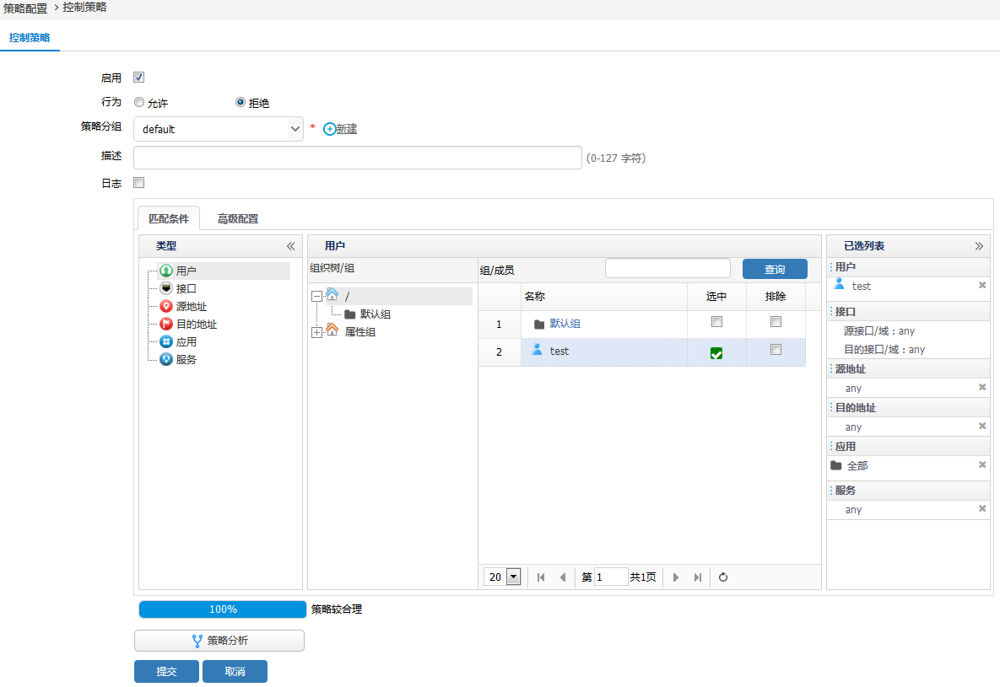 策略配置 > 控制策略
控制策略
启用
行为 允许 拒绝
策略分组 default * 新建
描述 (0-127 字符)
日志
匹配条件 高级配置
类型
用户
接口
源地址
目的地址
应用
服务
用户
组织树/组
/
默认组
属性组
组/成员 查询
名称 选中 排除
1 默认组
2 test
20 第 1 共1页
已选列表
用户
test
接口
源接口/域：any
目的接口/域：any
源地址
any
目的地址
any
应用
全部
服务
any
100% 策略较合理
策略分析
提交 取消